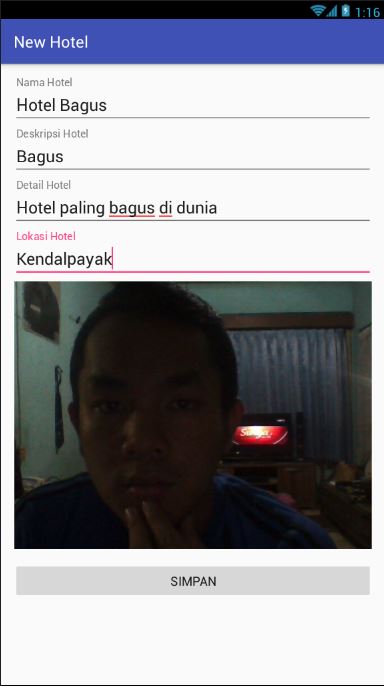 1:16
New Hotel
Nama Hotel
Hotel Bagus
Deskripsi Hotel
Bagus
Detail Hotel
Hotel paling bagus di dunia
Lokasi Hotel
Kendalpayak
SIMPAN